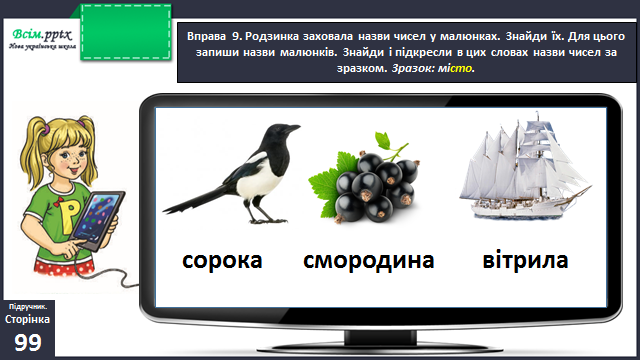 Всім.pptx
Нова українська школа
Вправа 9. Родзинка заховала назви чисел у малюнках. Знайди їх. Для цього
запиши назви малюнків. Знайди і підкресли в цих словах назви чисел за
зразком. Зразок: місто.
сорока
смородина
вітрила
Підручник.
Сторінка
99